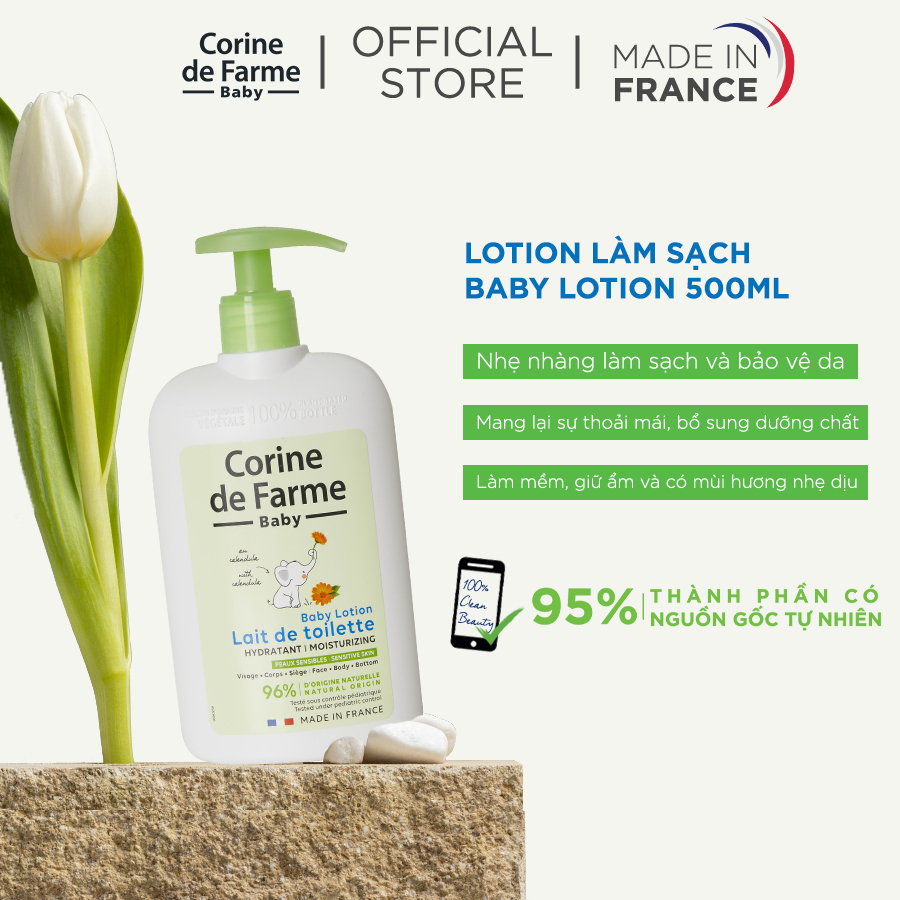 Corine
de Farme
Baby
OFFICIAL
STORE
MADE IN
FRANCE
LOTION LÀM SẠCH
BABY LOTION 500ML
Nhẹ nhàng làm sạch và bảo vệ da
Mang lại sự thoải mái, bổ sung dưỡng chất
Làm mềm, giữ ẩm và có mùi hương nhẹ dịu
100%
Clean
Beauty
95%
THÀNH PHẦN CÓ
NGUỒN GỐC TỰ NHIÊN
VEGETALE 100%
BOTTLE
Corine
de Farme
Baby
au
calendula
with
calendula
Baby Lotion
Lait de toilette
HYDRATANT | MOISTURIZING
PEAUX SENSIBLES SENSITIVE SKIN
Visage • Corps • Siège | Face • Body • Bottom
96% D'ORIGINE NATURELLE
NATURAL ORIGIN
Testé sous contrôle pédiatrique
Tested under pediatric control
MADE IN FRANCE